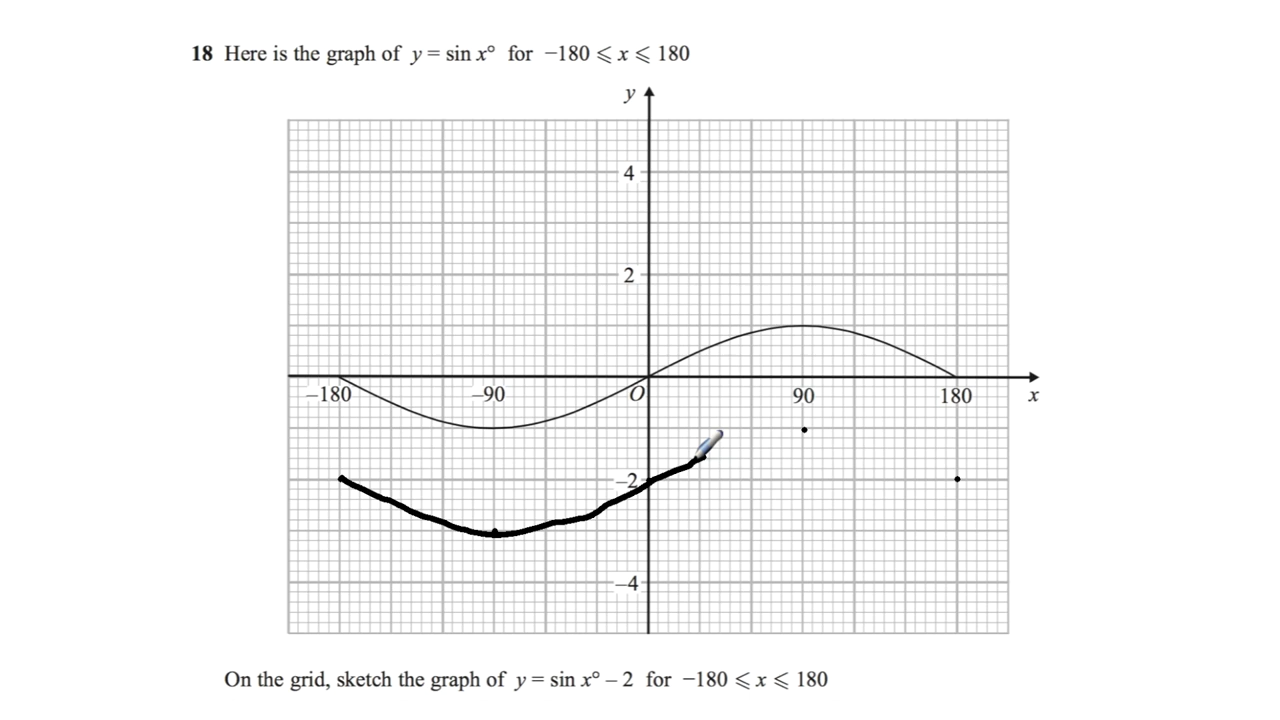 18 Here is the graph of y = sin x° for −180 ⩽ x ⩽ 180
y
4
2
−180 −90 O 90 180 x
−2
−4
On the grid, sketch the graph of y = sin x° – 2 for −180 ⩽ x ⩽ 180